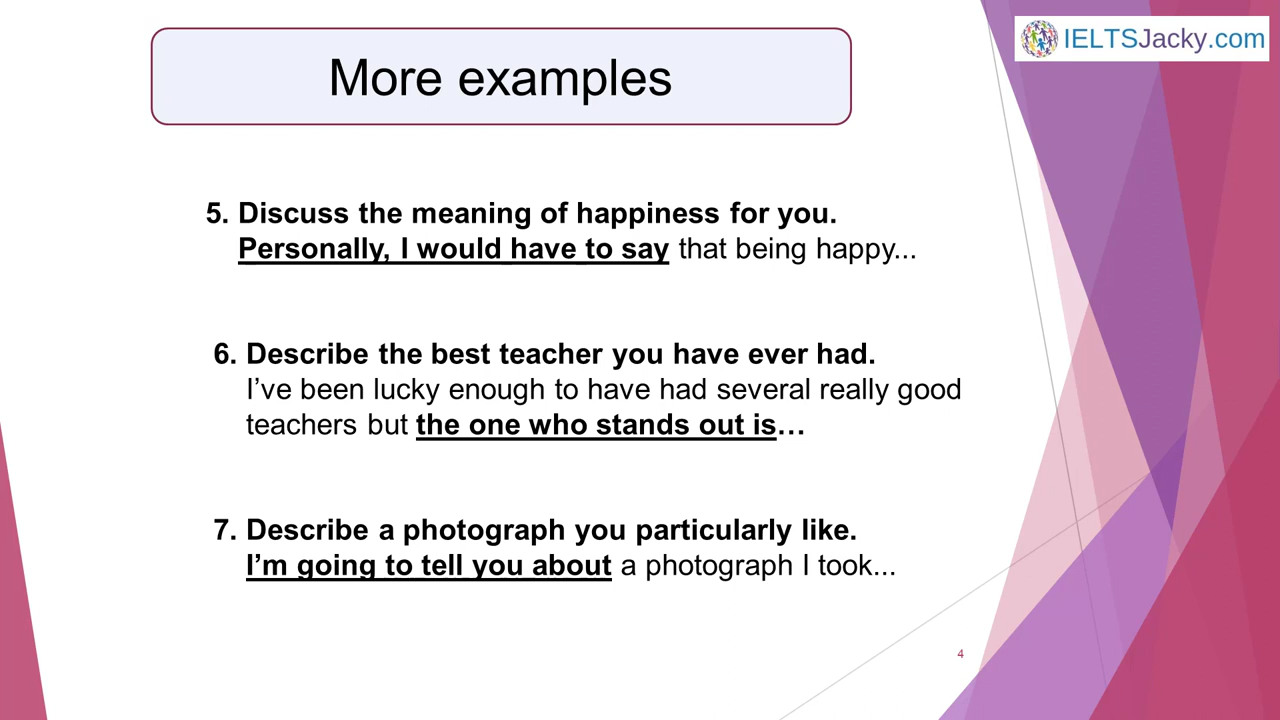 IELTSJacky.com
More examples
5. Discuss the meaning of happiness for you.
Personally, I would have to say that being happy...
6. Describe the best teacher you have ever had.
I’ve been lucky enough to have had several really good
teachers but the one who stands out is…
7. Describe a photograph you particularly like.
I’m going to tell you about a photograph I took...
4